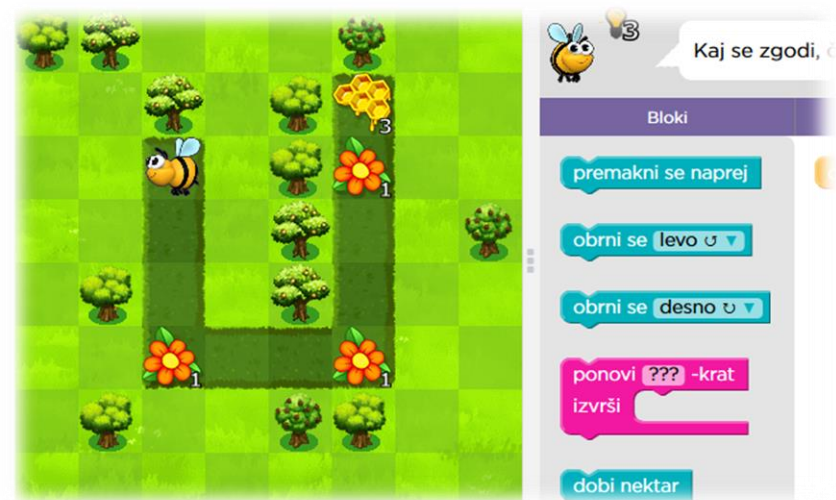 3
1
1
1
3
Kaj se zgodi,
Bloki
premakni se naprej
obrni se levo ↺ ▼
obrni se desno ↻ ▼
ponovi ??? -krat
izvrši
dobi nektar